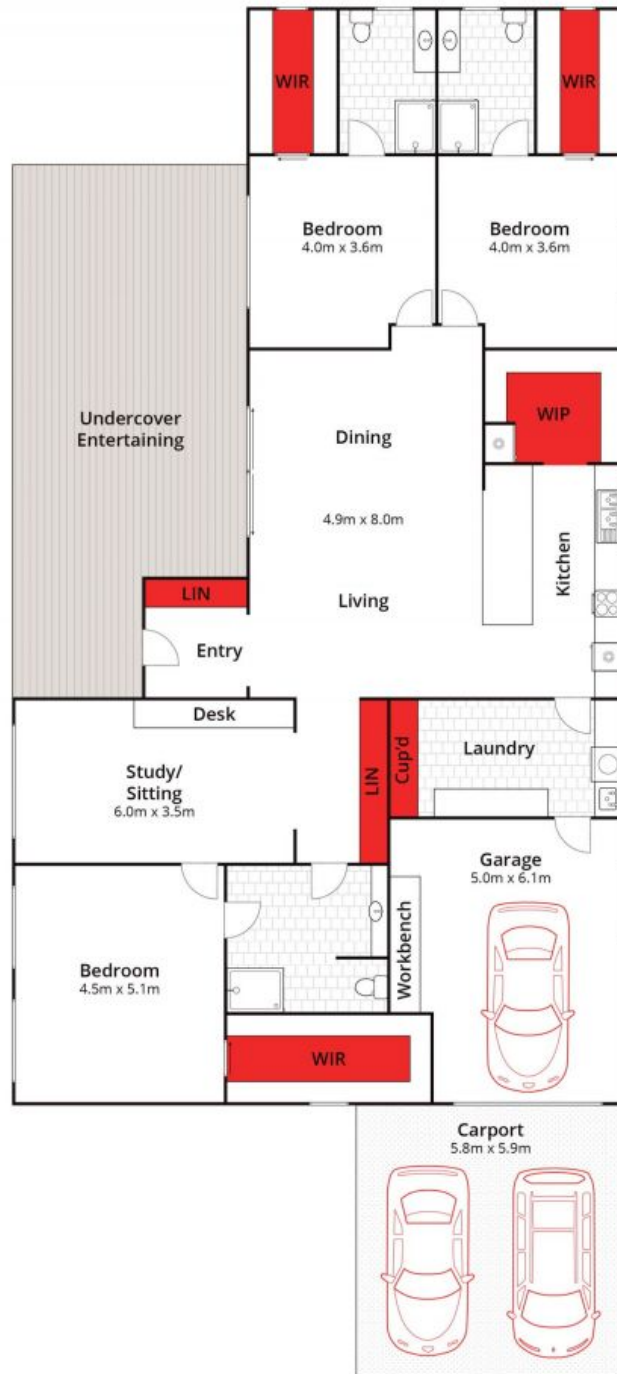 WIR
WIR
Bedroom
4.0m x 3.6m
Bedroom
4.0m x 3.6m
Undercover
Entertaining
Dining
WIP
4.9m x 8.0m
Kitchen
LIN
Living
Entry
Desk
Study/
Sitting
6.0m x 3.5m
LIN
Cup'd
Laundry
Garage
5.0m x 6.1m
Workbench
Bedroom
4.5m x 5.1m
WIR
Carport
5.8m x 5.9m